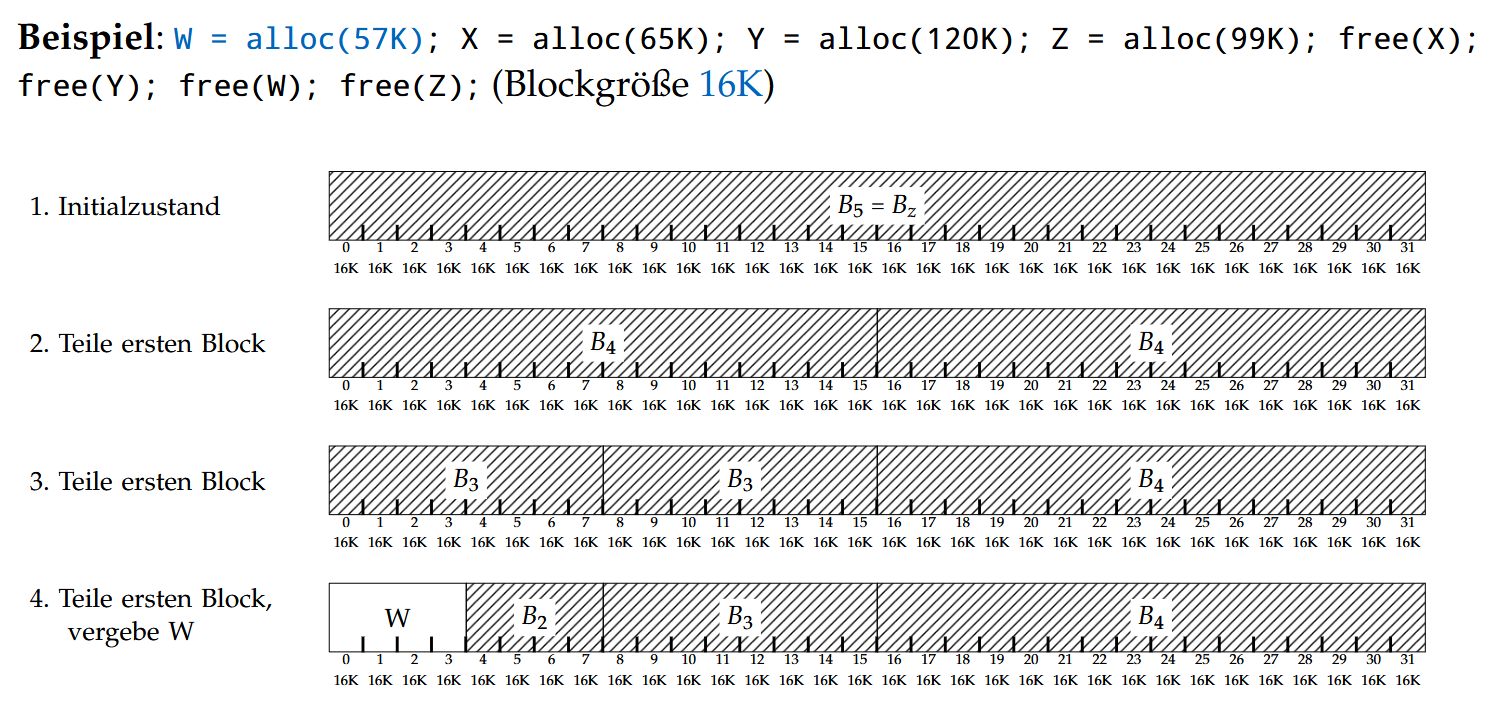 Beispiel: W = alloc(57K); X = alloc(65K); Y = alloc(120K); Z = alloc(99K); free(X);
free(Y); free(W); free(Z); (Blockgröße 16K)
1. Initialzustand
B5 = Bz
0 1 2 3 4 5 6 7 8 9 10 11 12 13 14 15 16 17 18 19 20 21 22 23 24 25 26 27 28 29 30 31
16K 16K 16K 16K 16K 16K 16K 16K 16K 16K 16K 16K 16K 16K 16K 16K 16K 16K 16K 16K 16K 16K 16K 16K 16K 16K 16K 16K 16K 16K 16K 16K
2. Teile ersten Block
B4 B4
0 1 2 3 4 5 6 7 8 9 10 11 12 13 14 15 16 17 18 19 20 21 22 23 24 25 26 27 28 29 30 31
16K 16K 16K 16K 16K 16K 16K 16K 16K 16K 16K 16K 16K 16K 16K 16K 16K 16K 16K 16K 16K 16K 16K 16K 16K 16K 16K 16K 16K 16K 16K 16K
3. Teile ersten Block
B3 B3 B4
0 1 2 3 4 5 6 7 8 9 10 11 12 13 14 15 16 17 18 19 20 21 22 23 24 25 26 27 28 29 30 31
16K 16K 16K 16K 16K 16K 16K 16K 16K 16K 16K 16K 16K 16K 16K 16K 16K 16K 16K 16K 16K 16K 16K 16K 16K 16K 16K 16K 16K 16K 16K 16K
4. Teile ersten Block,
vergebe W
W B2 B3 B4
0 1 2 3 4 5 6 7 8 9 10 11 12 13 14 15 16 17 18 19 20 21 22 23 24 25 26 27 28 29 30 31
16K 16K 16K 16K 16K 16K 16K 16K 16K 16K 16K 16K 16K 16K 16K 16K 16K 16K 16K 16K 16K 16K 16K 16K 16K 16K 16K 16K 16K 16K 16K 16K